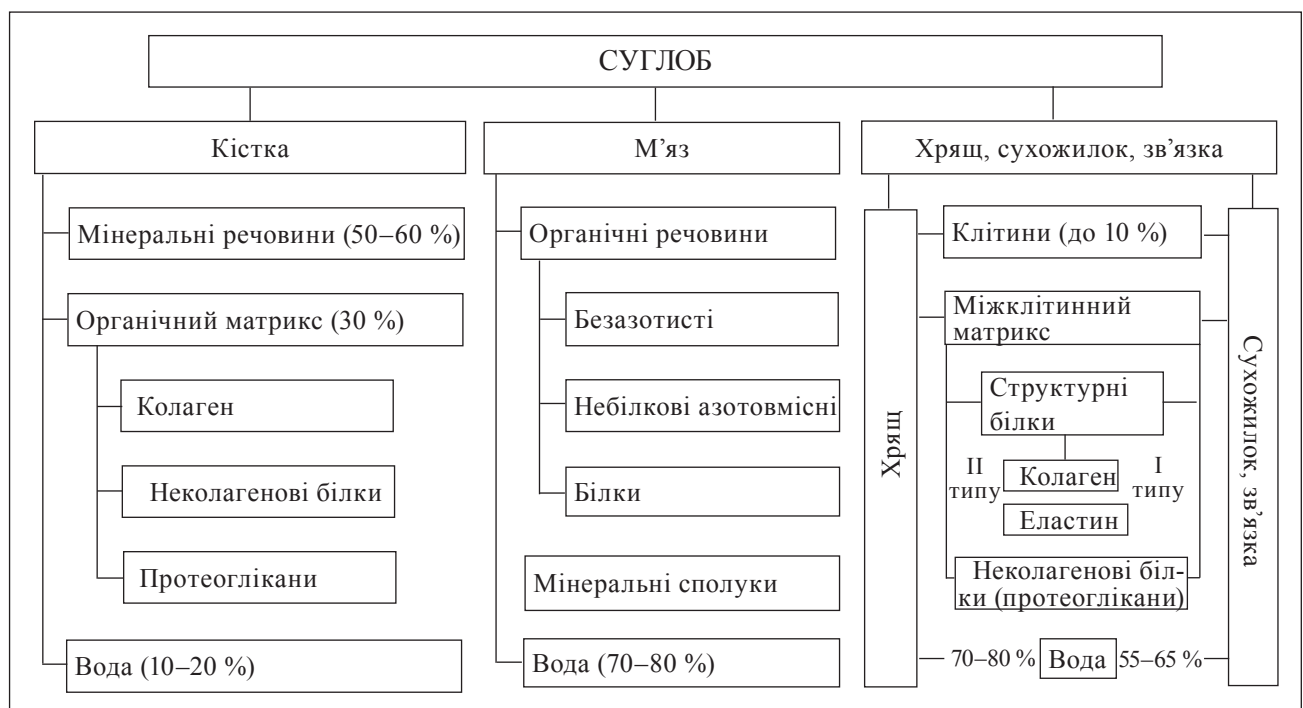 СУГЛОБ
Кістка
Мінеральні речовини (50–60 %)
Органічний матрикс (30 %)
Колаген
Неколагенові білки
Протеоглікани
Вода (10–20 %)
М’яз
Органічні речовини
Безазотисті
Небілкові азотовмісні
Білки
Мінеральні сполуки
Вода (70–80 %)
Хрящ, сухожилок, зв’язка
Хрящ
Клітини (до 10 %)
Міжклітинний
матрикс
Структурні
білки
II
типу
Колаген
I
типу
Еластин
Неколагенові біл-
ки (протеоглікани)
70–80 % Вода 55–65 %
Сухожилок, зв’язка